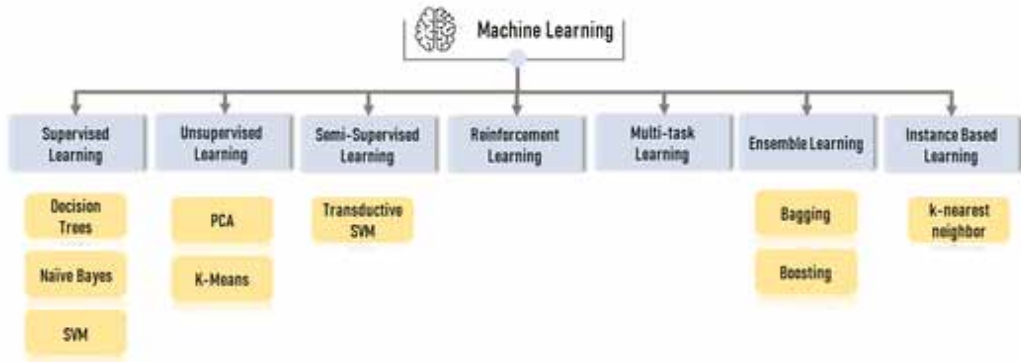 Machine Learning
Supervised
Learning
Unsupervised
Learning
Semi-Supervised
Learning
Reinforcement
Learning
Multi-task
Learning
Ensemble Learning
Instance Based
Learning
Decision
Trees
Naïve Bayes
SVM
PCA
K-Means
Transductive
SVM
Bagging
Boosting
k-nearest
neighbor